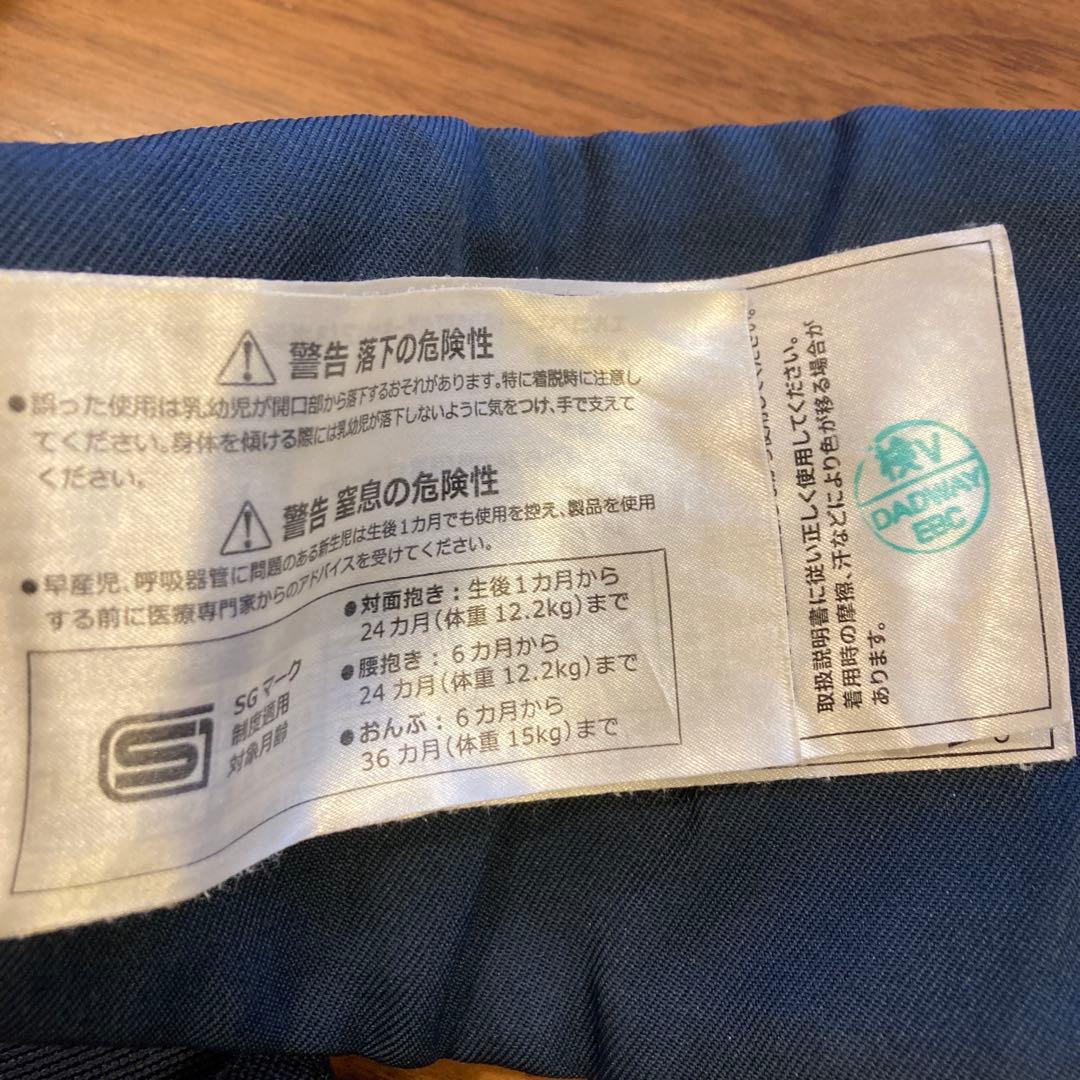 警告 落下の危険性
●誤った使用は乳幼児が開口部から落下するおそれがあります。特に着脱時に注意し
てください。身体を傾ける際には乳幼児が落下しないように気をつけ、手で支えて
ください。
警告 窒息の危険性
●早産児、呼吸器管に問題のある新生児は生後1カ月でも使用を控え、製品を使用
する前に医療専門家からのアドバイスを受けてください。
SG マーク
制度適用
対象月齢
●対面抱き:生後1カ月から
24カ月(体重12.2kg)まで
●腰抱き:6カ月から
24カ月(体重12.2kg)まで
●おんぶ:6カ月から
36カ月(体重15kg)まで
使用してください。
取扱説明書に従い正しく使用してください。
着用時の摩擦、汗などにより色が移る場合が
あります。
検V
DADWAY
EBC